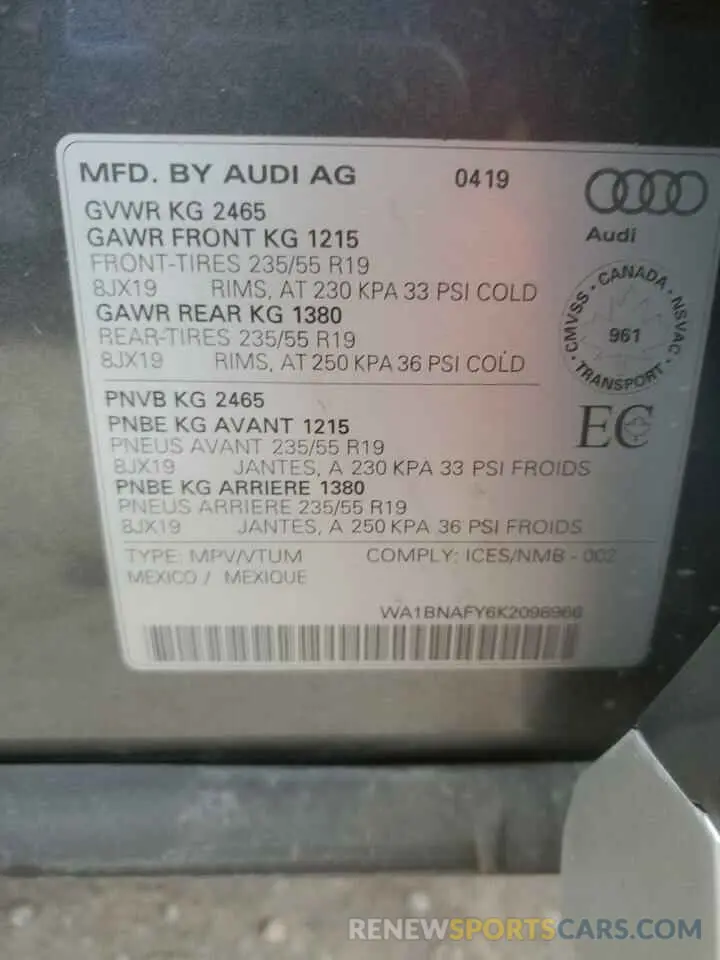 MFD. BY AUDI AG 0419
GVWR KG 2465
GAWR FRONT KG 1215
FRONT-TIRES 235/55 R19
8JX19 RIMS, AT 230 KPA 33 PSI COLD
GAWR REAR KG 1380
REAR-TIRES 235/55 R19
8JX19 RIMS, AT 250 KPA 36 PSI COLD
Audi
CMVSS · CANADA · NSVAC · TRANSPORT ·
961
EC
PNVB KG 2465
PNBE KG AVANT 1215
PNEUS AVANT 235/55 R19
8JX19 JANTES, A 230 KPA 33 PSI FROIDS
PNBE KG ARRIERE 1380
PNEUS ARRIERE 235/55 R19
8JX19 JANTES, A 250 KPA 36 PSI FROIDS
TYPE: MPV/VTUM COMPLY: ICES/NMB - 002
MEXICO / MEXIQUE
WA1BNAFY6K2098966
RENEWSPORTSCARS.COM